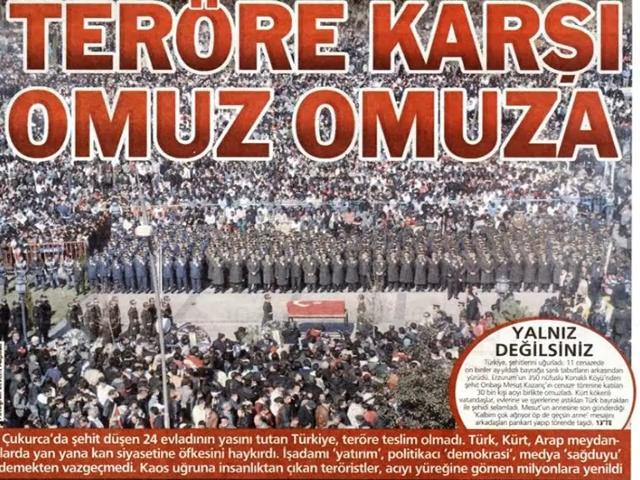 TERÖRE KARŞI
OMUZ OMUZA
YALNIZ
DEĞİLSİNİZ
Türkiye, şehitlerini uğurladı. 11 cenazede
on binler ay-yıldızlı bayrağa sarılı tabutların arkasından
yürüdü. Erzurum'un 350 nüfuslu Konaklı Köyü'nden
şehit Onbaşı Mesut Kazanç'ın cenaze törenine katılan
30 bin kişi acıyı birlikte omuzladı. Kürt kökenli
vatandaşlar, evlerine ve işyerlerine astıkları Türk bayrakları
ile şehidi selamladı. Mesut'un annesine son gönderdiği
"Kalbim çok ağrıyor öp de geçsin anne" mesajını
arkadaşları pankart yapıp törende taşıdı. 13'TE
Çukurca'da şehit düşen 24 evladının yasını tutan Türkiye, teröre teslim olmadı. Türk, Kürt, Arap meydan-
larda yan yana kan siyasetine öfkesini haykırdı. İşadamı 'yatırım', politikacı 'demokrasi', medya 'sağduyu'
demekten vazgeçmedi. Kaos uğruna insanlıktan çıkan teröristler, acıyı yüreğine gömen milyonlara yenildi